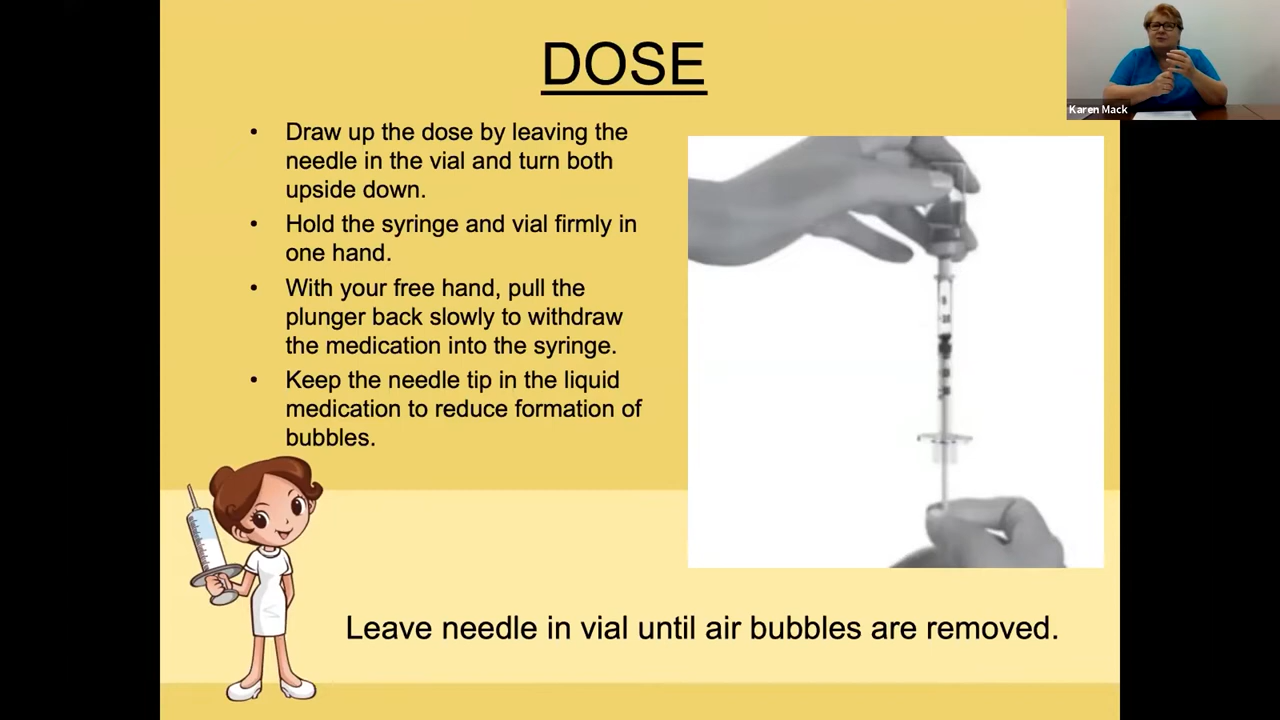 DOSE
Karen Mack
• Draw up the dose by leaving the
needle in the vial and turn both
upside down.
• Hold the syringe and vial firmly in
one hand.
• With your free hand, pull the
plunger back slowly to withdraw
the medication into the syringe.
• Keep the needle tip in the liquid
medication to reduce formation of
bubbles.
Leave needle in vial until air bubbles are removed.